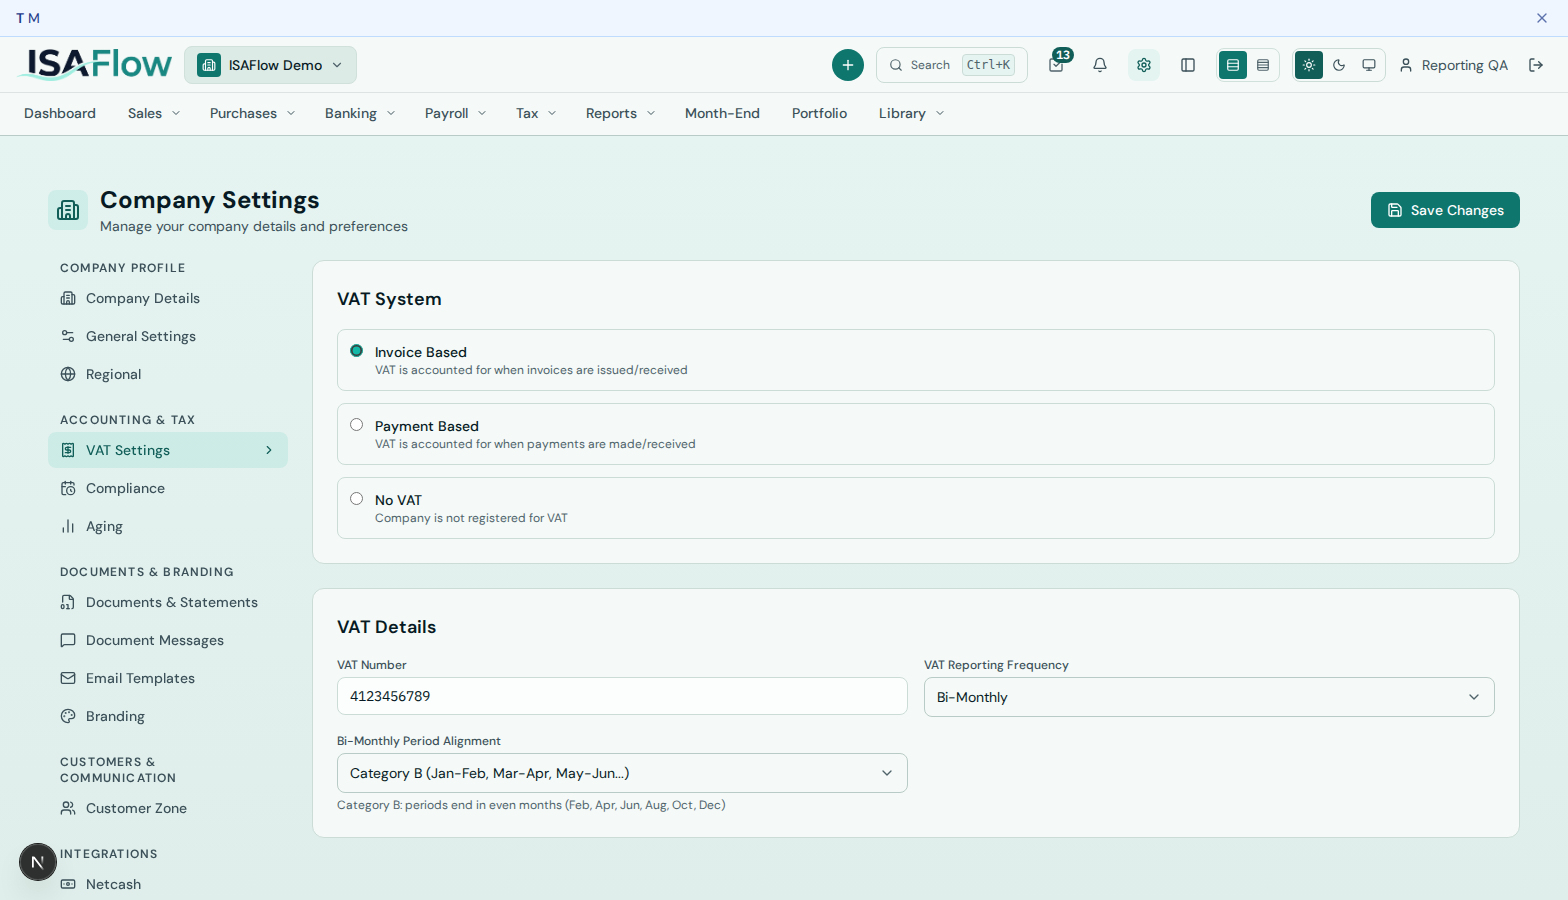 T M
ISAFlow
ISAFlow Demo
Search Ctrl+K
13
Reporting QA
Dashboard Sales Purchases Banking Payroll Tax Reports Month-End Portfolio Library
Company Settings
Manage your company details and preferences
Save Changes
COMPANY PROFILE
Company Details
General Settings
Regional
ACCOUNTING & TAX
VAT Settings
Compliance
Aging
DOCUMENTS & BRANDING
Documents & Statements
Document Messages
Email Templates
Branding
CUSTOMERS &
COMMUNICATION
Customer Zone
INTEGRATIONS
Netcash
N
VAT System
Invoice Based
VAT is accounted for when invoices are issued/received
Payment Based
VAT is accounted for when payments are made/received
No VAT
Company is not registered for VAT
VAT Details
VAT Number
4123456789
VAT Reporting Frequency
Bi-Monthly
Bi-Monthly Period Alignment
Category B (Jan-Feb, Mar-Apr, May-Jun...)
Category B: periods end in even months (Feb, Apr, Jun, Aug, Oct, Dec)